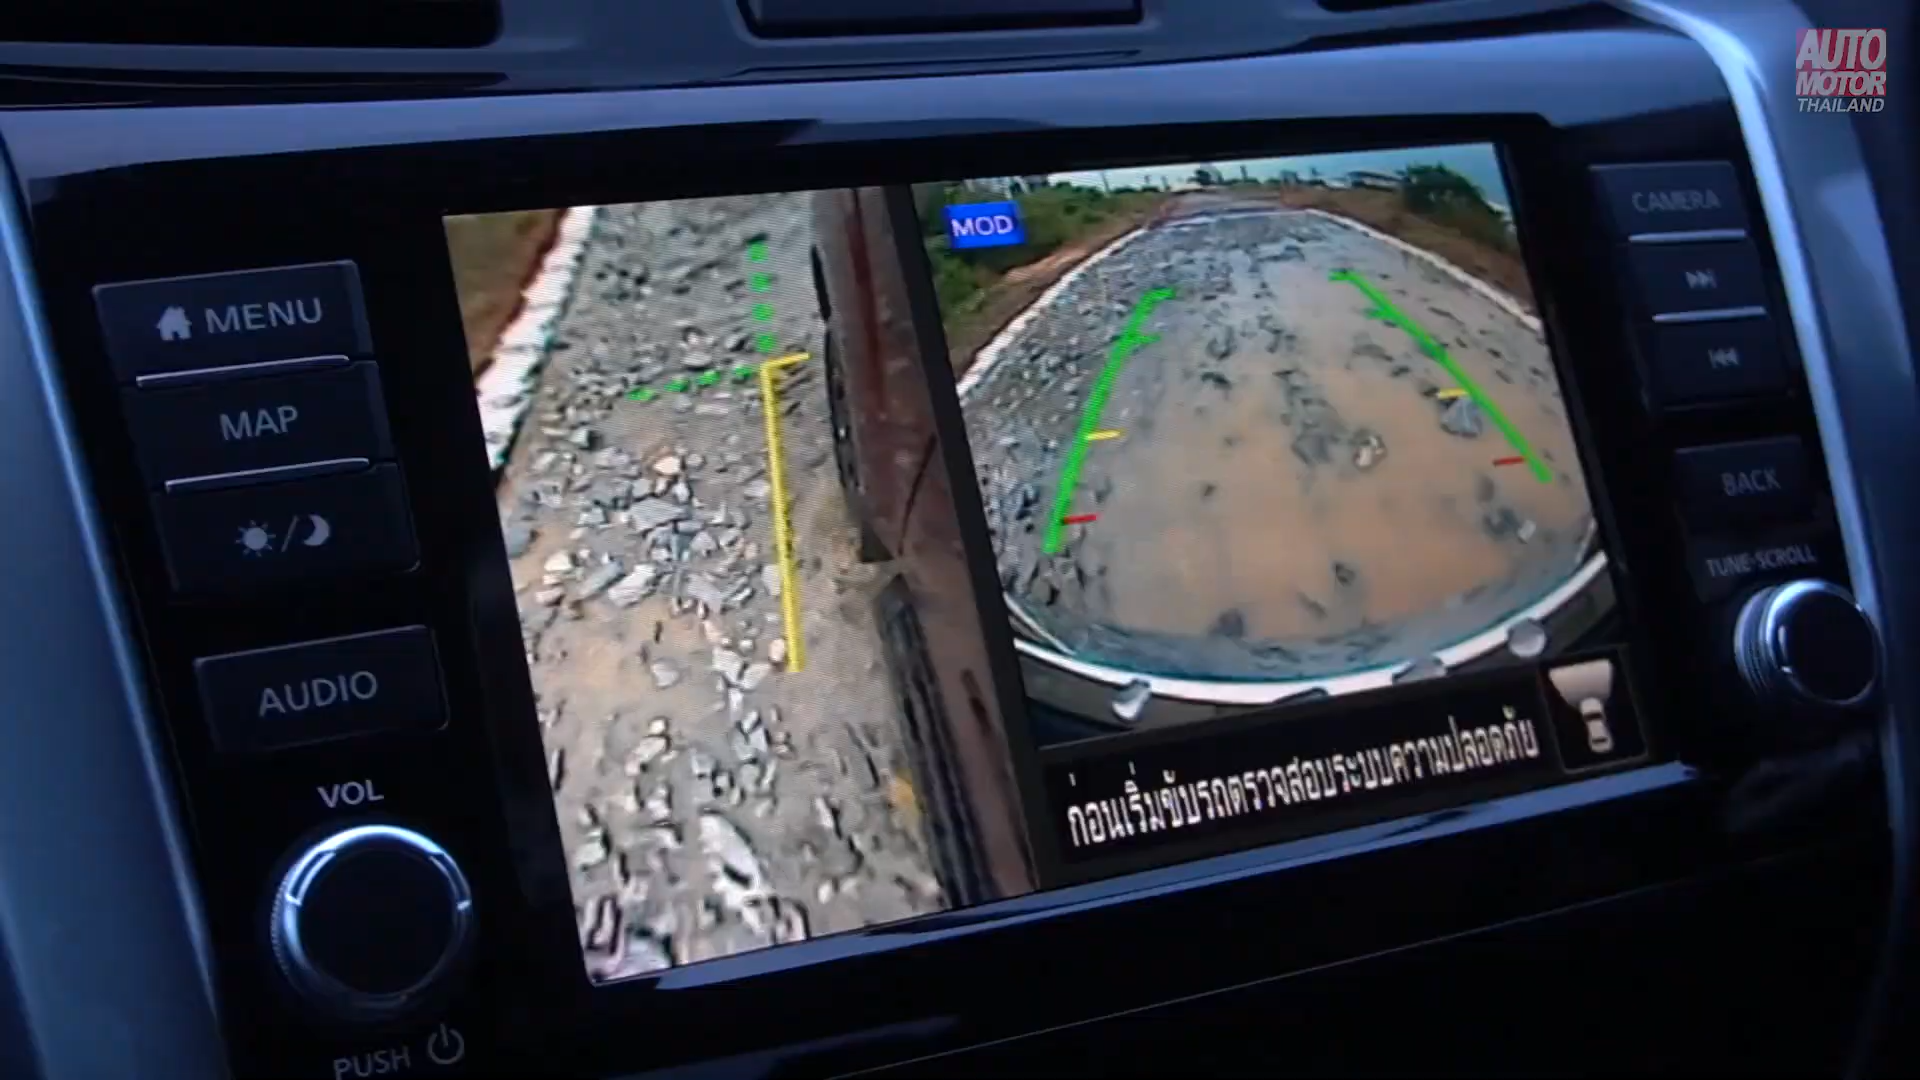 AUTO
MOTOR
THAILAND
MENU
MAP
AUDIO
VOL
PUSH
MOD
ก่อนเริ่มขับรถตรวจสอบระบบความปลอดภัย
CAMERA
BACK
TUNE·SCROLL